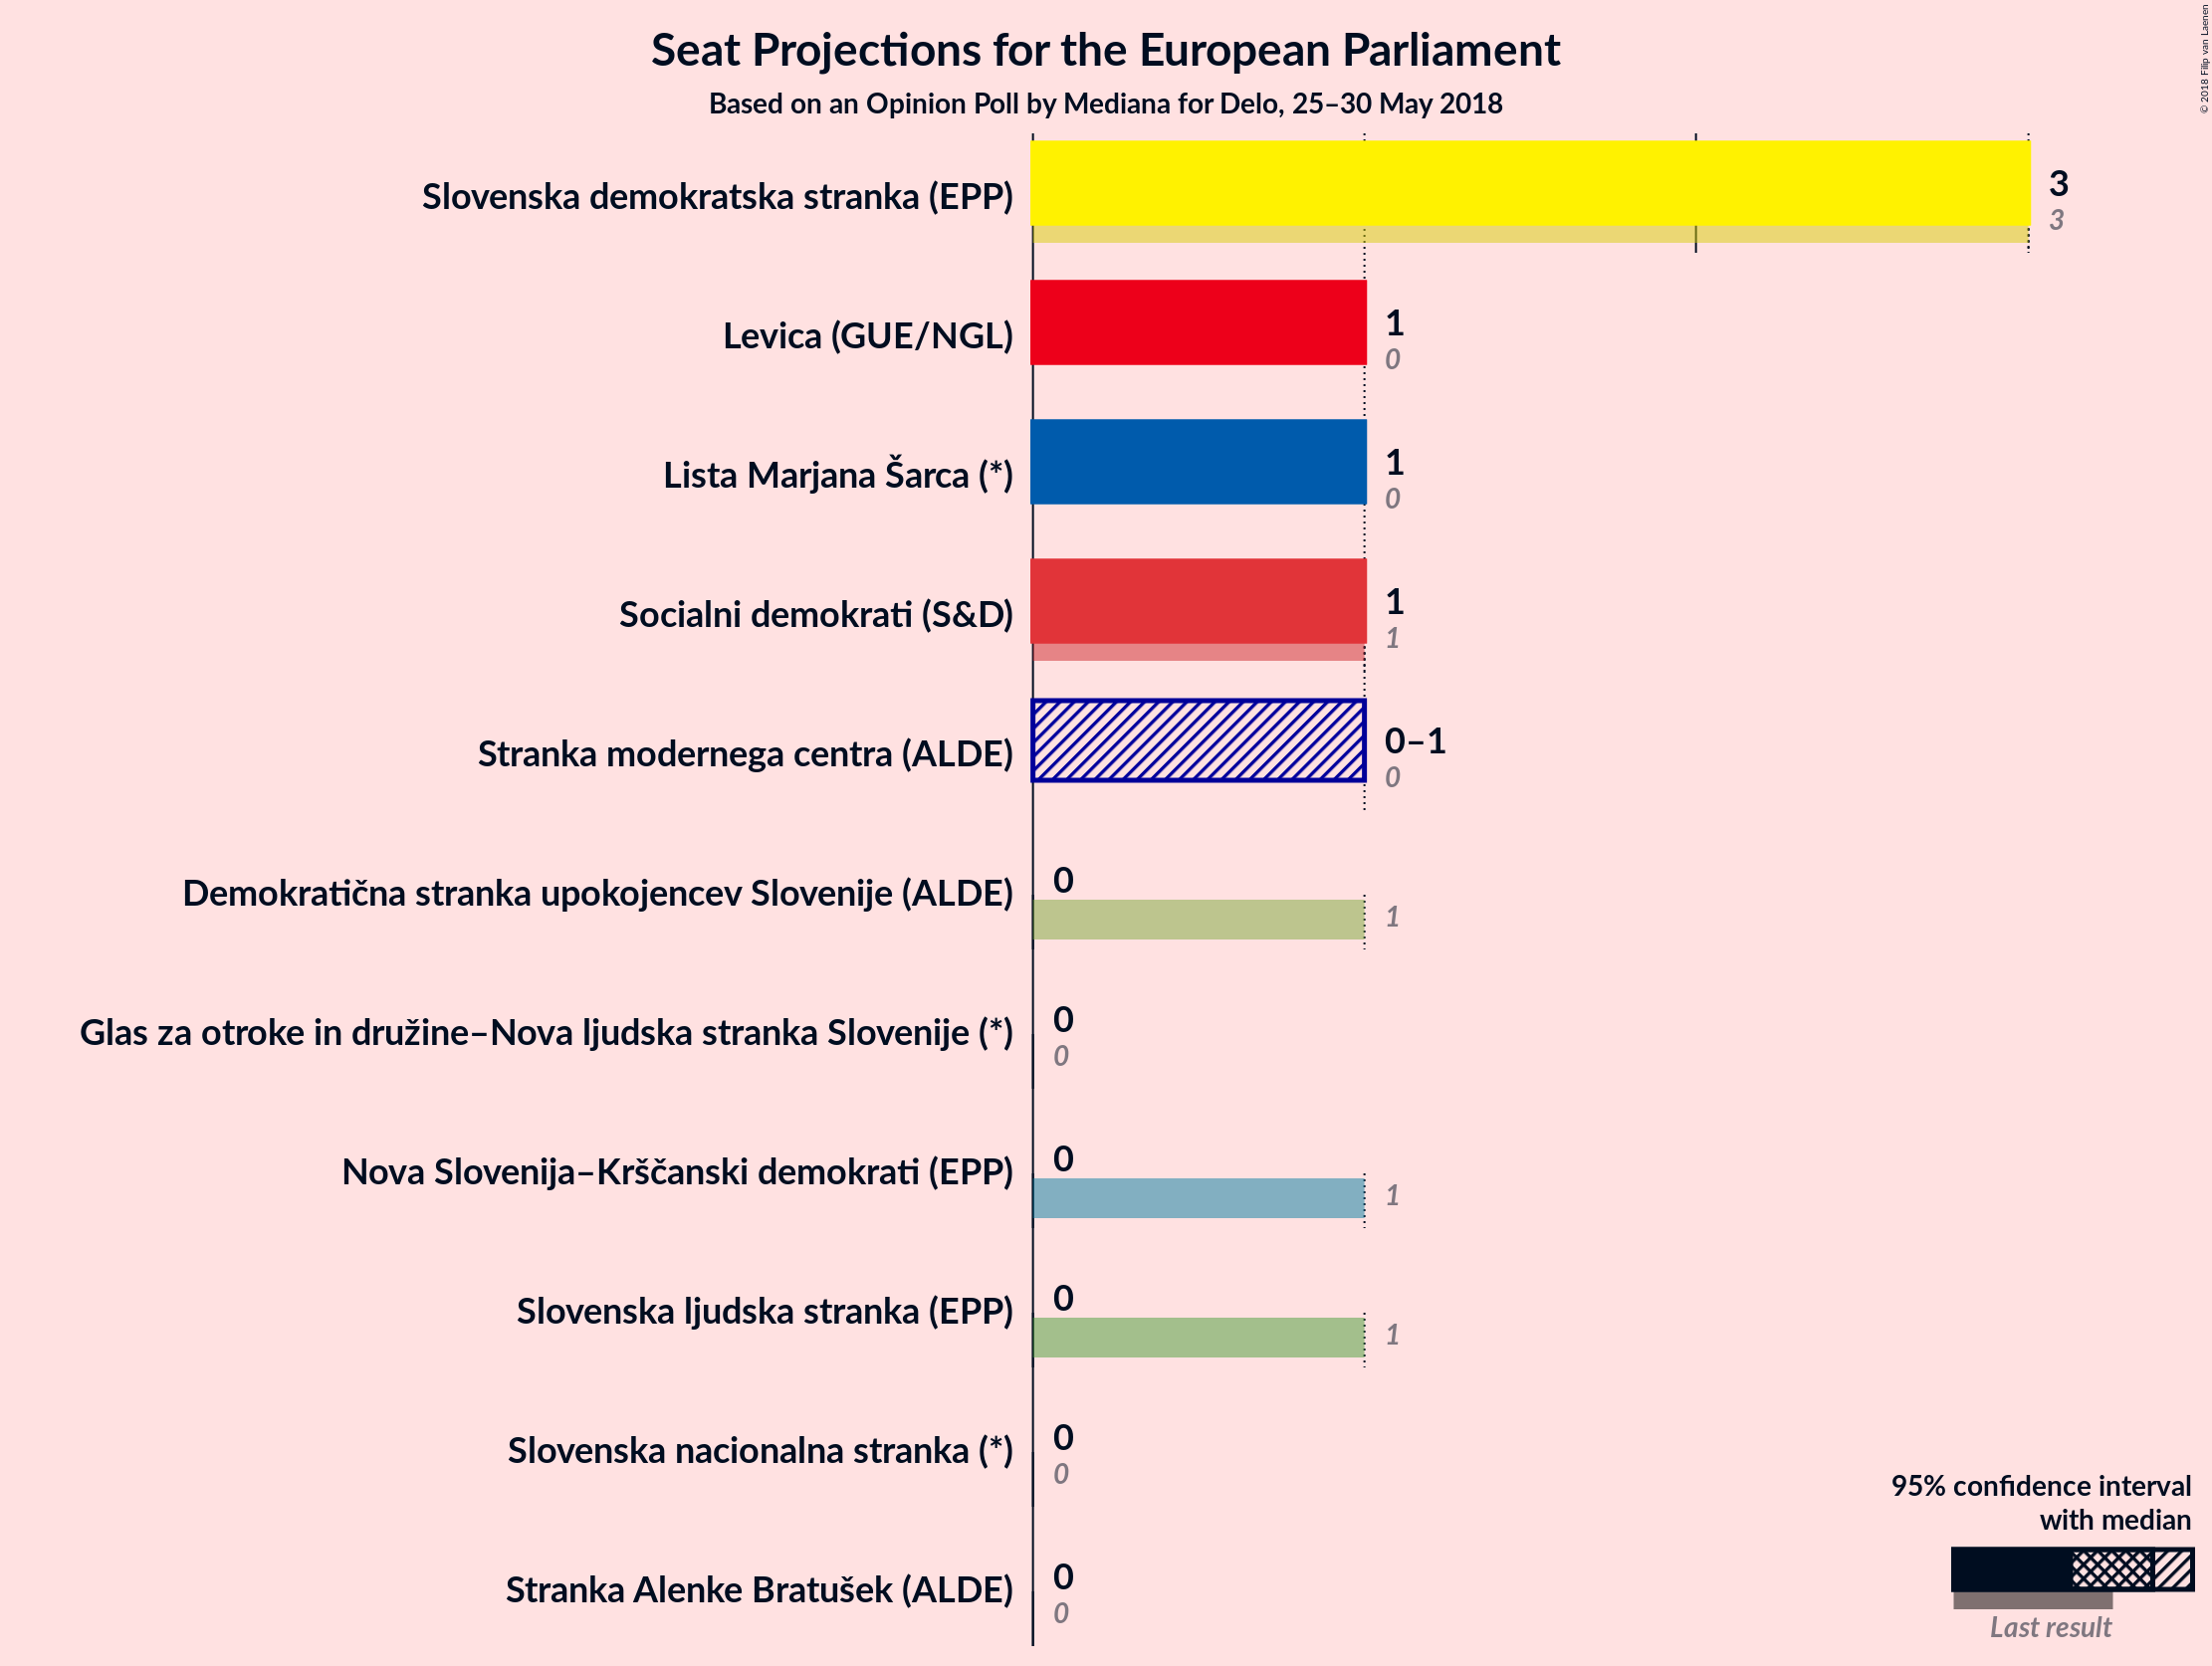 Seat Projections for the European Parliament
Based on an Opinion Poll by Mediana for Delo, 25–30 May 2018
© 2018 Filip van Laenen
Slovenska demokratska stranka (EPP)
3
3
Levica (GUE/NGL)
1
0
Lista Marjana Šarca (*)
1
0
Socialni demokrati (S&D)
1
1
Stranka modernega centra (ALDE)
0–1
0
Demokratična stranka upokojencev Slovenije (ALDE)
0
1
Glas za otroke in družine–Nova ljudska stranka Slovenije (*)
0
0
Nova Slovenija–Krščanski demokrati (EPP)
0
1
Slovenska ljudska stranka (EPP)
0
1
Slovenska nacionalna stranka (*)
0
0
Stranka Alenke Bratušek (ALDE)
0
0
95% confidence interval
with median
Last result